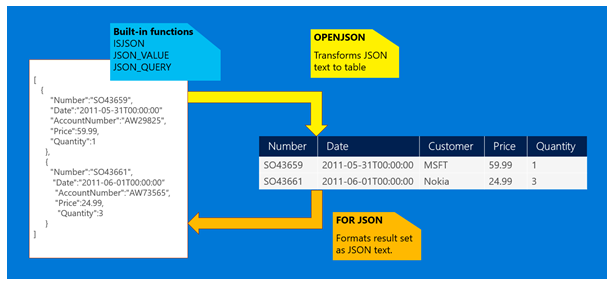 Built-in functions
ISJSON
JSON_VALUE
JSON_QUERY
OPENJSON
Transforms JSON
text to table
[
{
"Number":"SO43659",
"Date":"2011-05-31T00:00:00"
"AccountNumber":"AW29825",
"Price":59.99,
"Quantity":1
},
{
"Number":"SO43661",
"Date":"2011-06-01T00:00:00"
"AccountNumber":"AW73565",
"Price":24.99,
"Quantity":3
}
]
Number Date Customer Price Quantity
SO43659 2011-05-31T00:00:00 MSFT 59.99 1
SO43661 2011-06-01T00:00:00 Nokia 24.99 3
FOR JSON
Formats result set
as JSON text.